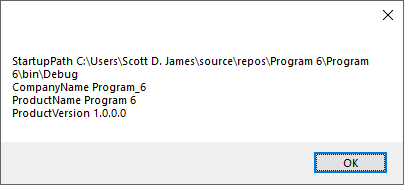 StartupPath C:\Users\Scott D. James\source\repos\Program 6\Program
6\bin\Debug
CompanyName Program_6
ProductName Program 6
ProductVersion 1.0.0.0
OK